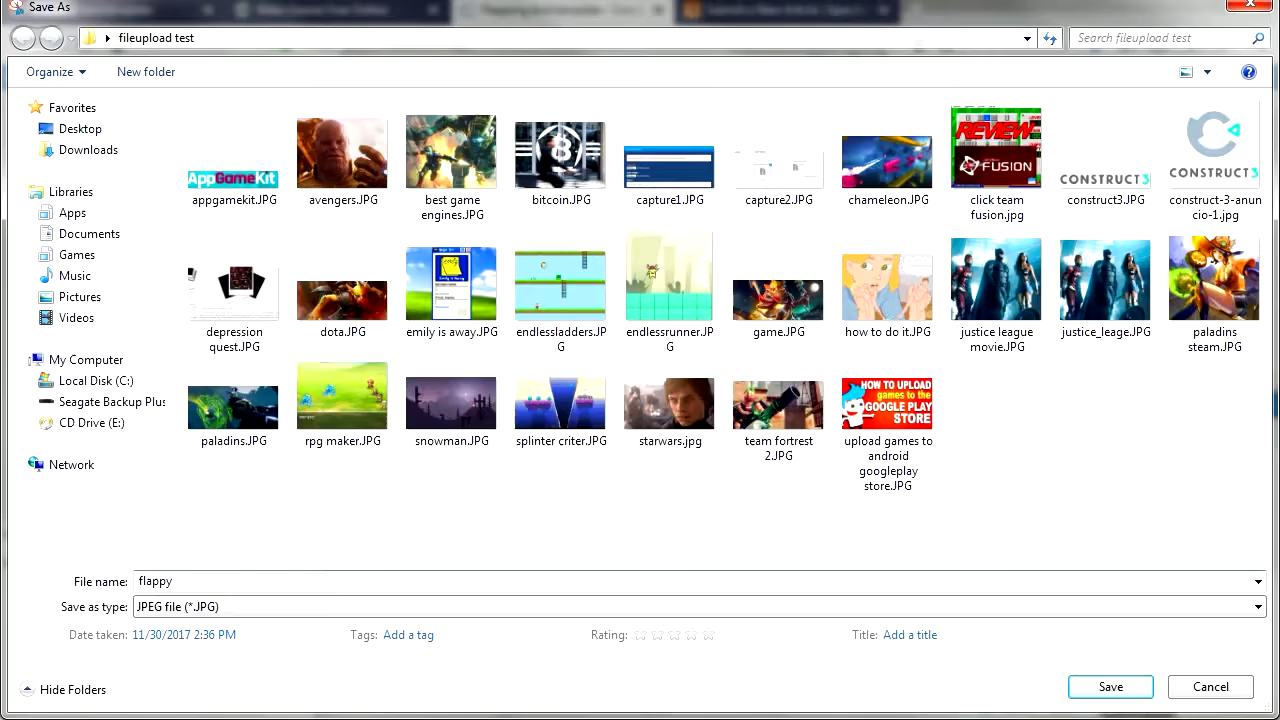 Save As
fileupload test
Search fileupload test
Organize
New folder
Favorites
Desktop
Downloads
Libraries
Apps
Documents
Games
Music
Pictures
Videos
My Computer
Local Disk (C:)
Seagate Backup Plus
CD Drive (E:)
Network
AppGameKit
REVIEW
FUSION
CONSTRUCT3
CONSTRUCT 3
appgamekit.JPG
avengers.JPG
best game
engines.JPG
bitcoin.JPG
capture1.JPG
capture2.JPG
chameleon.JPG
click team
fusion.jpg
construct3.JPG
construct-3-anun
cio-1.jpg
depression
quest.JPG
dota.JPG
emily is away.JPG
endlessladders.JP
G
endlessrunner.JP
G
game.JPG
how to do it.JPG
justice league
movie.JPG
justice_leage.JPG
paladins
steam.JPG
HOW TO UPLOAD
games to the
GOOGLE PLAY
STORE
paladins.JPG
rpg maker.JPG
snowman.JPG
splinter criter.JPG
starwars.jpg
team fortrest
2.JPG
upload games to
android
googleplay
store.JPG
File name: flappy
Save as type: JPEG file (*.JPG)
Date taken: 11/30/2017 2:36 PM
Tags: Add a tag
Rating:
Title: Add a title
Hide Folders
Save
Cancel